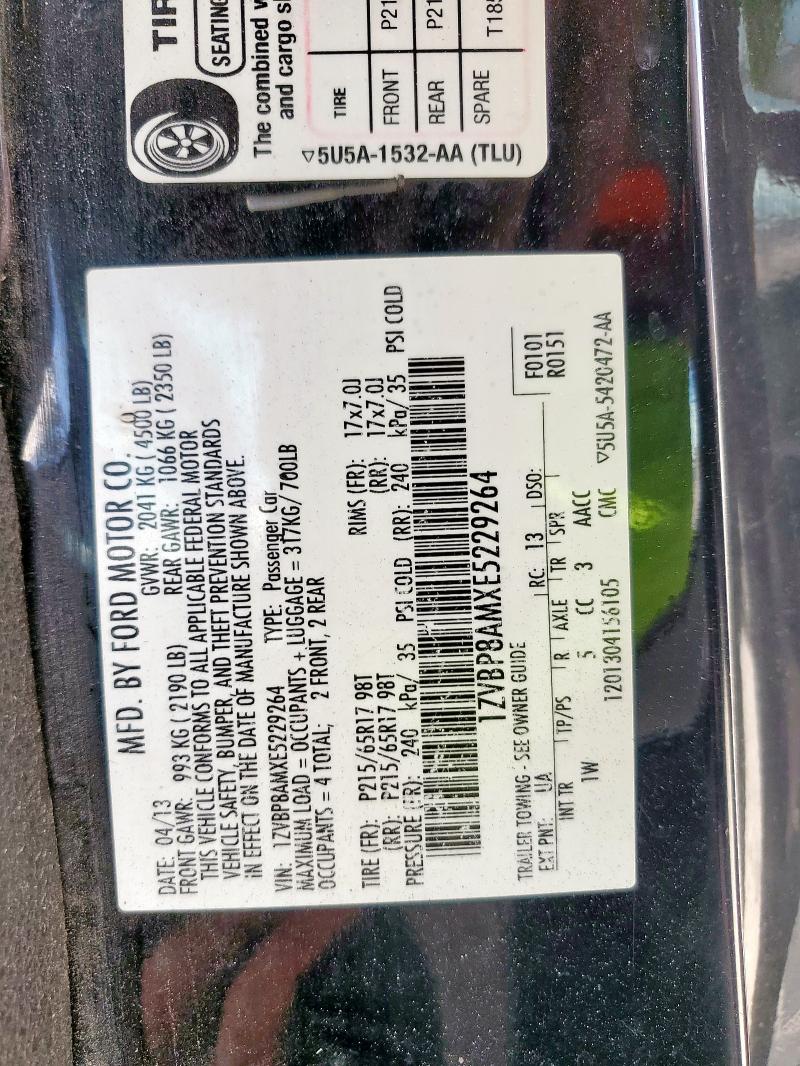 MFD. BY FORD MOTOR CO.
DATE: 04/13 GVWR: 2041 KG ( 4500 LB)
FRONT GAWR: 993 KG ( 2190 LB) REAR GAWR: 1066 KG ( 2350 LB)
THIS VEHICLE CONFORMS TO ALL APPLICABLE FEDERAL MOTOR
VEHICLE SAFETY, BUMPER, AND THEFT PREVENTION STANDARDS
IN EFFECT ON THE DATE OF MANUFACTURE SHOWN ABOVE.
VIN: 1ZVBP8AMXE5229264 TYPE: Passenger Car
MAXIMUM LOAD = OCCUPANTS + LUGGAGE = 317KG/ 700LB
OCCUPANTS = 4 TOTAL; 2 FRONT, 2 REAR
TIRE (FR): P215/65R17 98T RIMS (FR): 17x7.0J
(RR): P215/65R17 98T (RR): 17x7.0J
PRESSURE (FR): 240 kPa/ 35 PSI COLD (RR): 240 kPa/ 35 PSI COLD
1ZVBP8AMXE5229264
TRAILER TOWING - SEE OWNER GUIDE
EXT PNT: UA RC: 13 DSO: F0101
R0151
INT TR TP/PS R AXLE TR SPR
1W 5 CC 3 AACC
1201304156105 CMC ▽5U5A-5420472-AA
TIR
SEATING
The combined w
and cargo s
TIRE
FRONT P21
REAR P21
SPARE T185
▽5U5A-1532-AA (TLU)